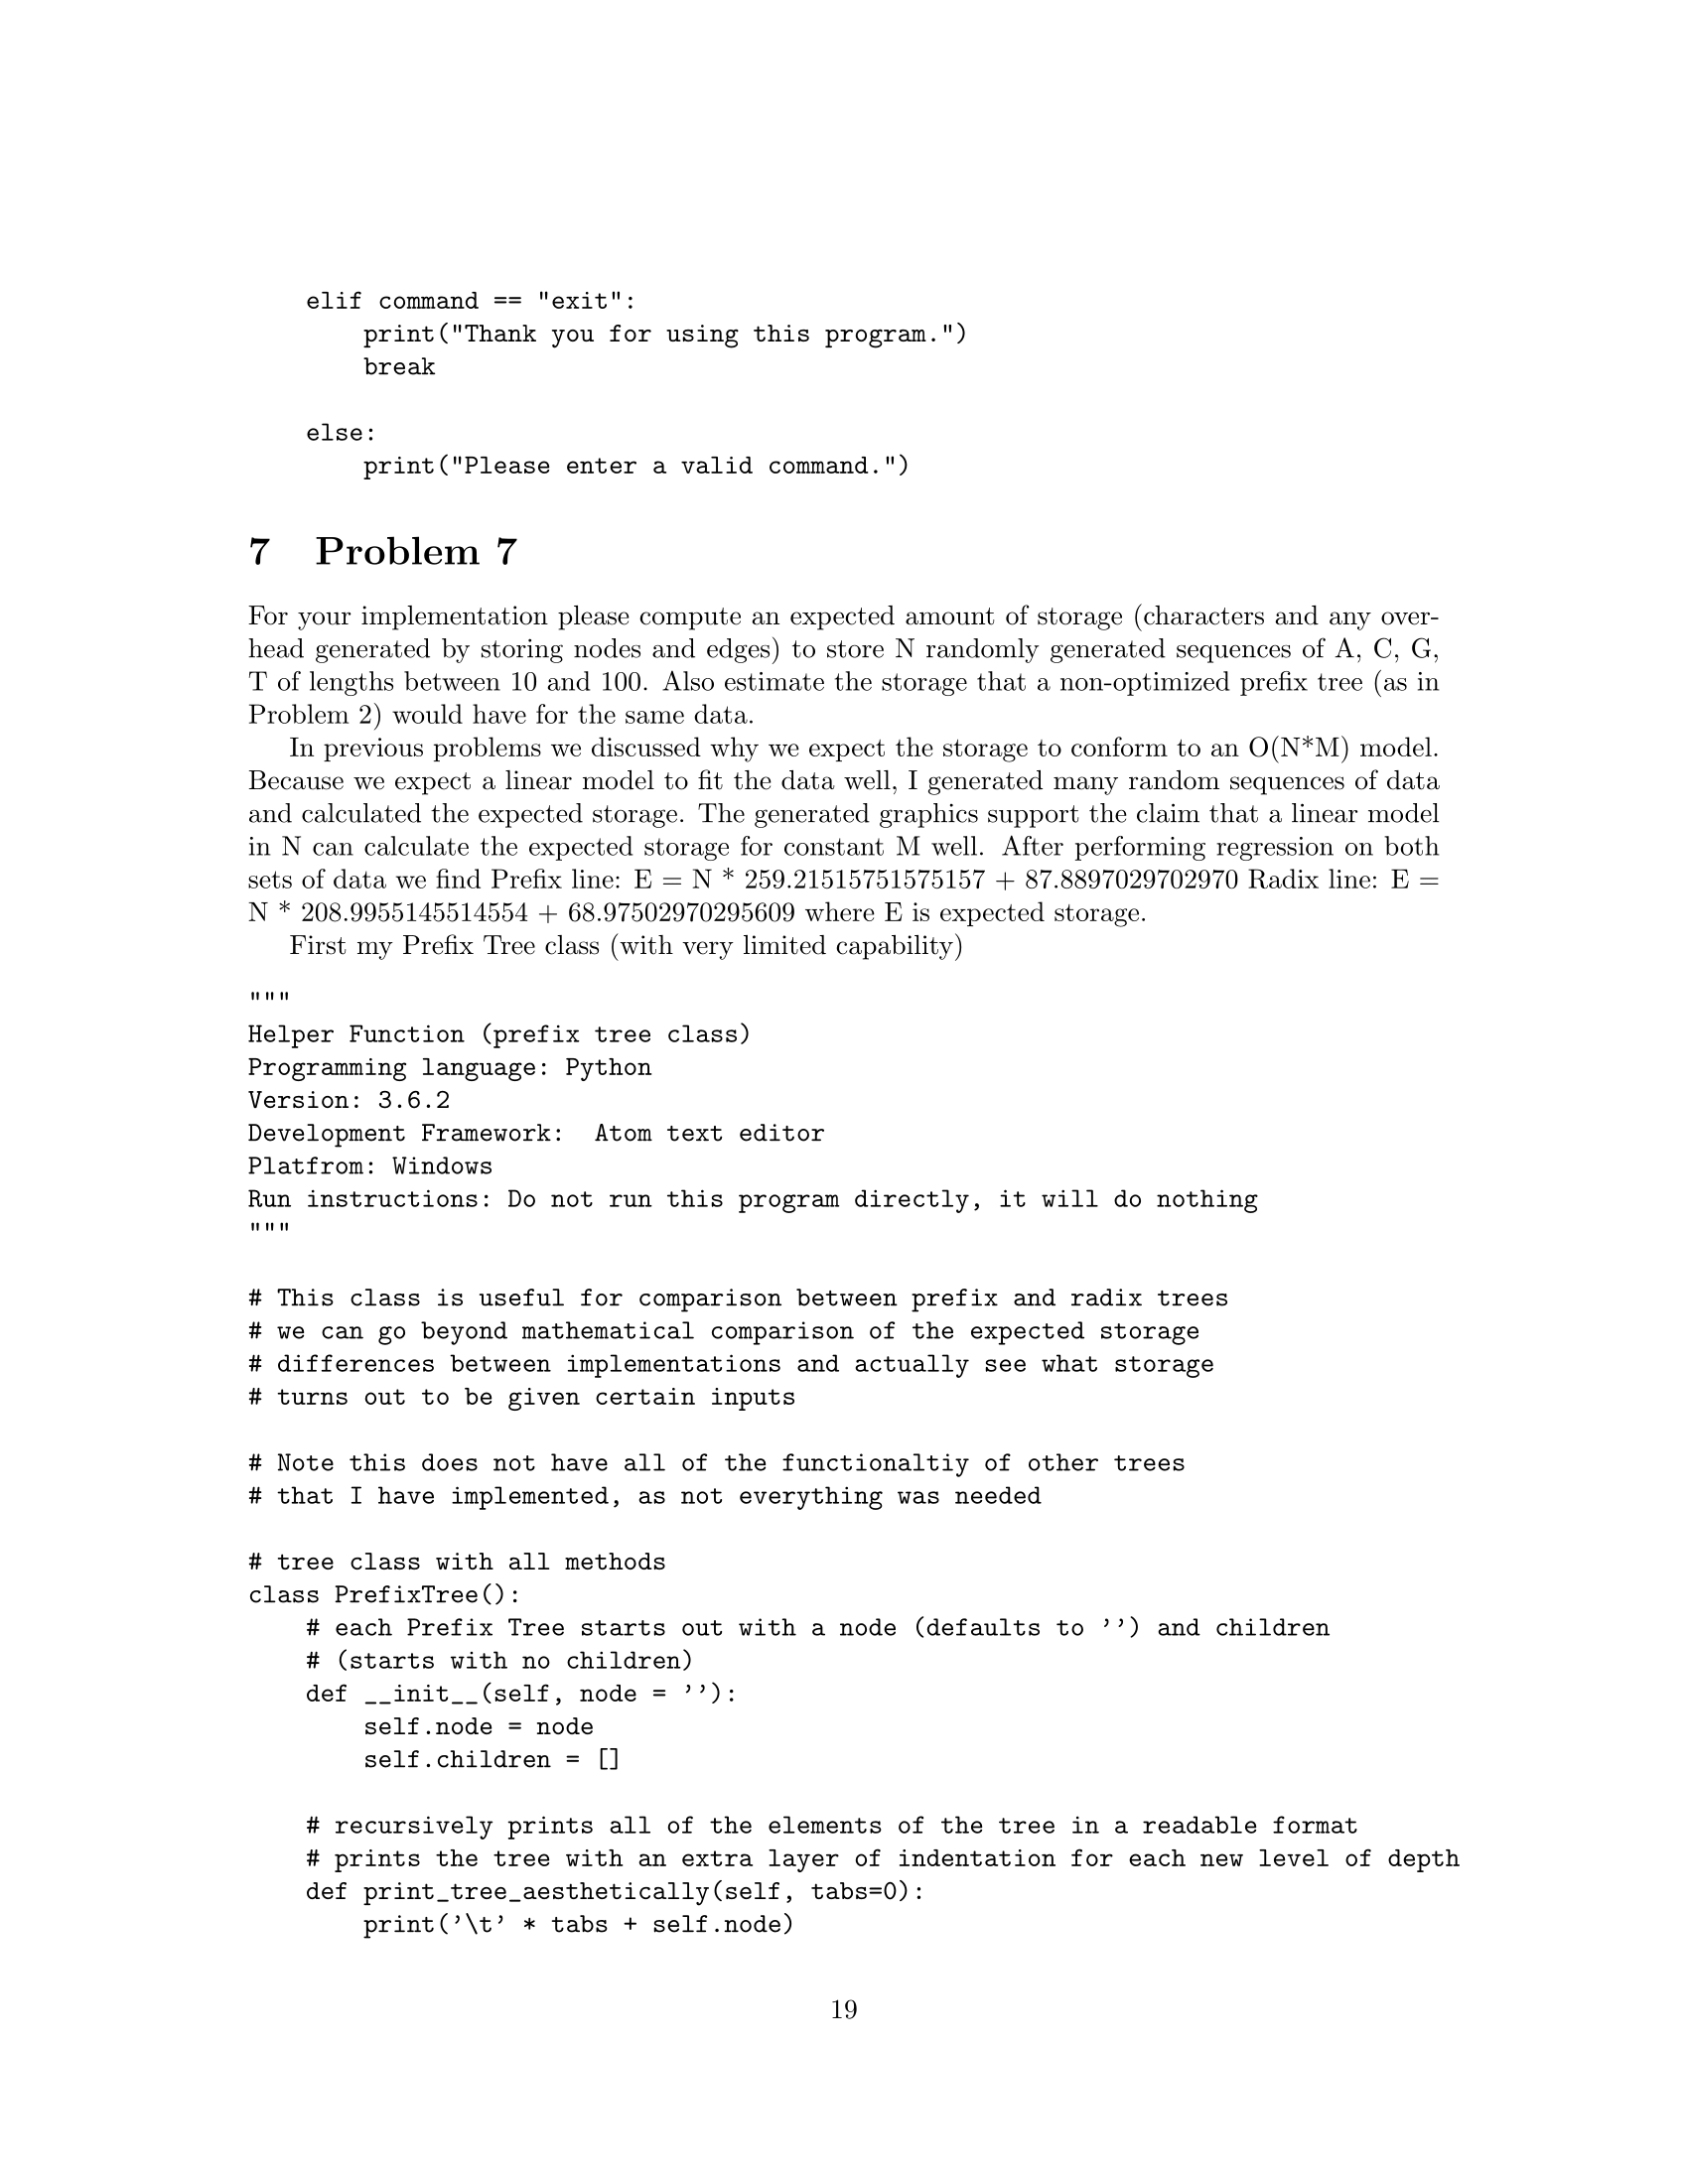 elif command == "exit":
        print("Thank you for using this program.")
        break

    else:
        print("Please enter a valid command.")

7 Problem 7
For your implementation please compute an expected amount of storage (characters and any over-
head generated by storing nodes and edges) to store N randomly generated sequences of A, C, G,
T of lengths between 10 and 100. Also estimate the storage that a non-optimized prefix tree (as in
Problem 2) would have for the same data.
In previous problems we discussed why we expect the storage to conform to an O(N*M) model.
Because we expect a linear model to fit the data well, I generated many random sequences of data
and calculated the expected storage. The generated graphics support the claim that a linear model
in N can calculate the expected storage for constant M well. After performing regression on both
sets of data we find Prefix line: E = N * 259.21515751575157 + 87.8897029702970 Radix line: E =
N * 208.9955145514554 + 68.97502970295609 where E is expected storage.
First my Prefix Tree class (with very limited capability)

"""
Helper Function (prefix tree class)
Programming language: Python
Version: 3.6.2
Development Framework:  Atom text editor
Platfrom: Windows
Run instructions: Do not run this program directly, it will do nothing
"""

# This class is useful for comparison between prefix and radix trees
# we can go beyond mathematical comparison of the expected storage
# differences between implementations and actually see what storage
# turns out to be given certain inputs

# Note this does not have all of the functionaltiy of other trees
# that I have implemented, as not everything was needed

# tree class with all methods
class PrefixTree():
    # each Prefix Tree starts out with a node (defaults to '') and children
    # (starts with no children)
    def __init__(self, node = ''):
        self.node = node
        self.children = []

    # recursively prints all of the elements of the tree in a readable format
    # prints the tree with an extra layer of indentation for each new level of depth
    def print_tree_aesthetically(self, tabs=0):
        print('\t' * tabs + self.node)

19